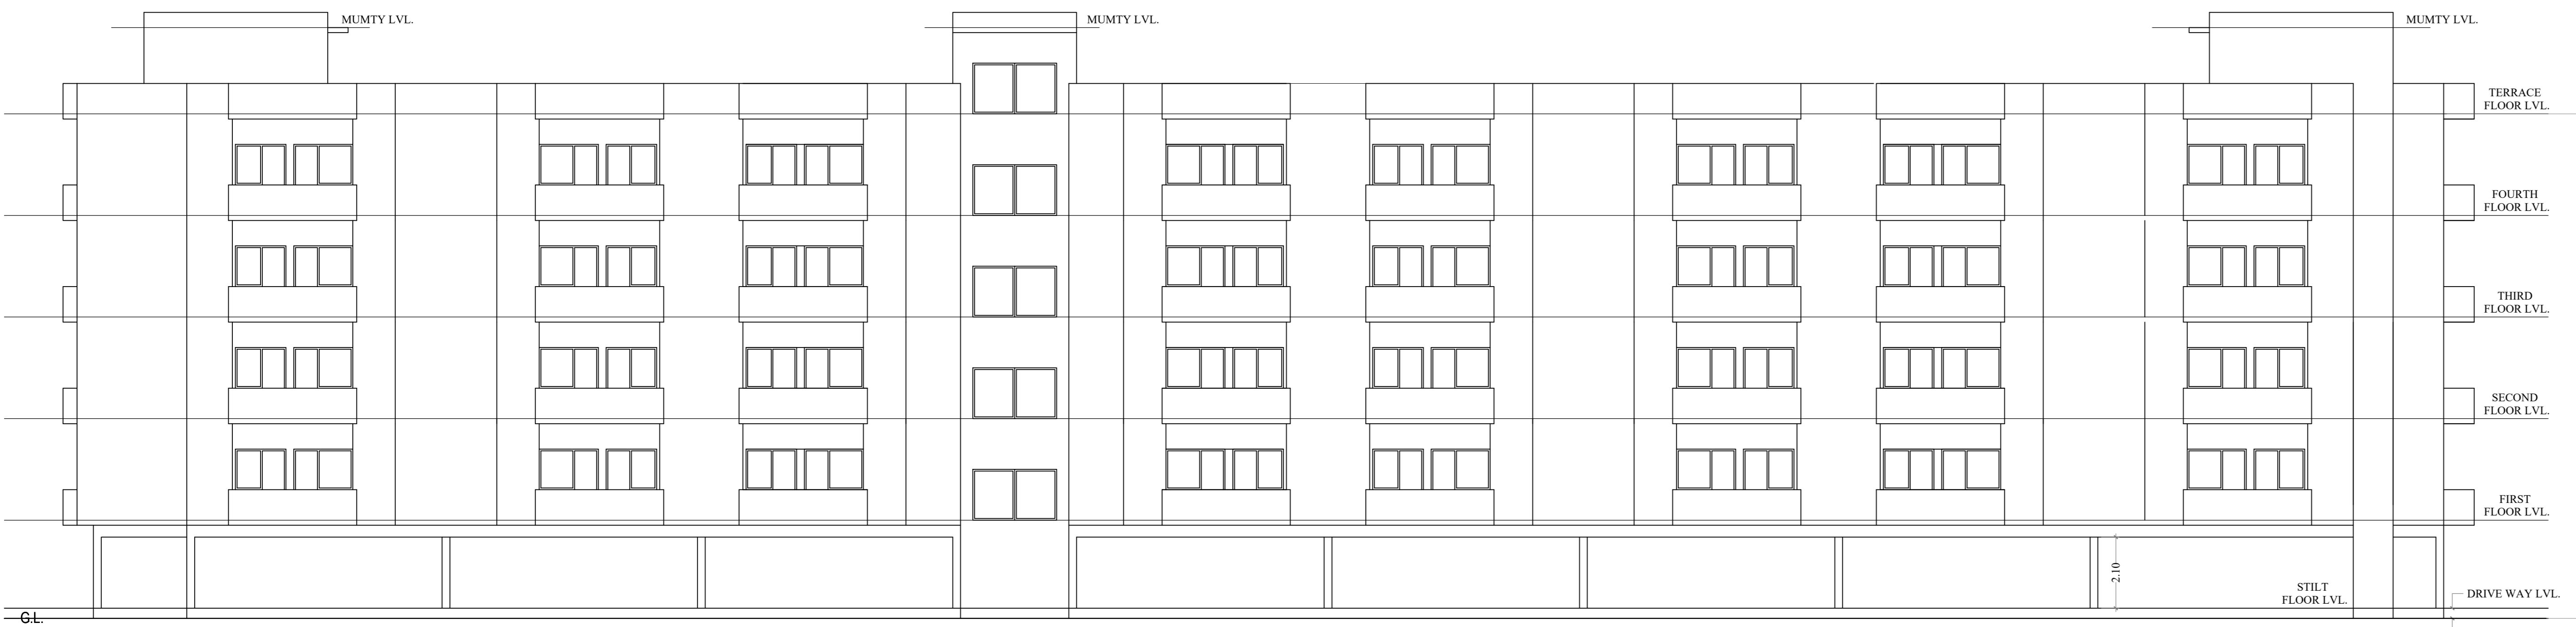 MUMTY LVL.
MUMTY LVL.
MUMTY LVL.
TERRACE
FLOOR LVL.
FOURTH
FLOOR LVL.
THIRD
FLOOR LVL.
SECOND
FLOOR LVL.
FIRST
FLOOR LVL.
2.10
STILT
FLOOR LVL.
DRIVE WAY LVL.
G.L.